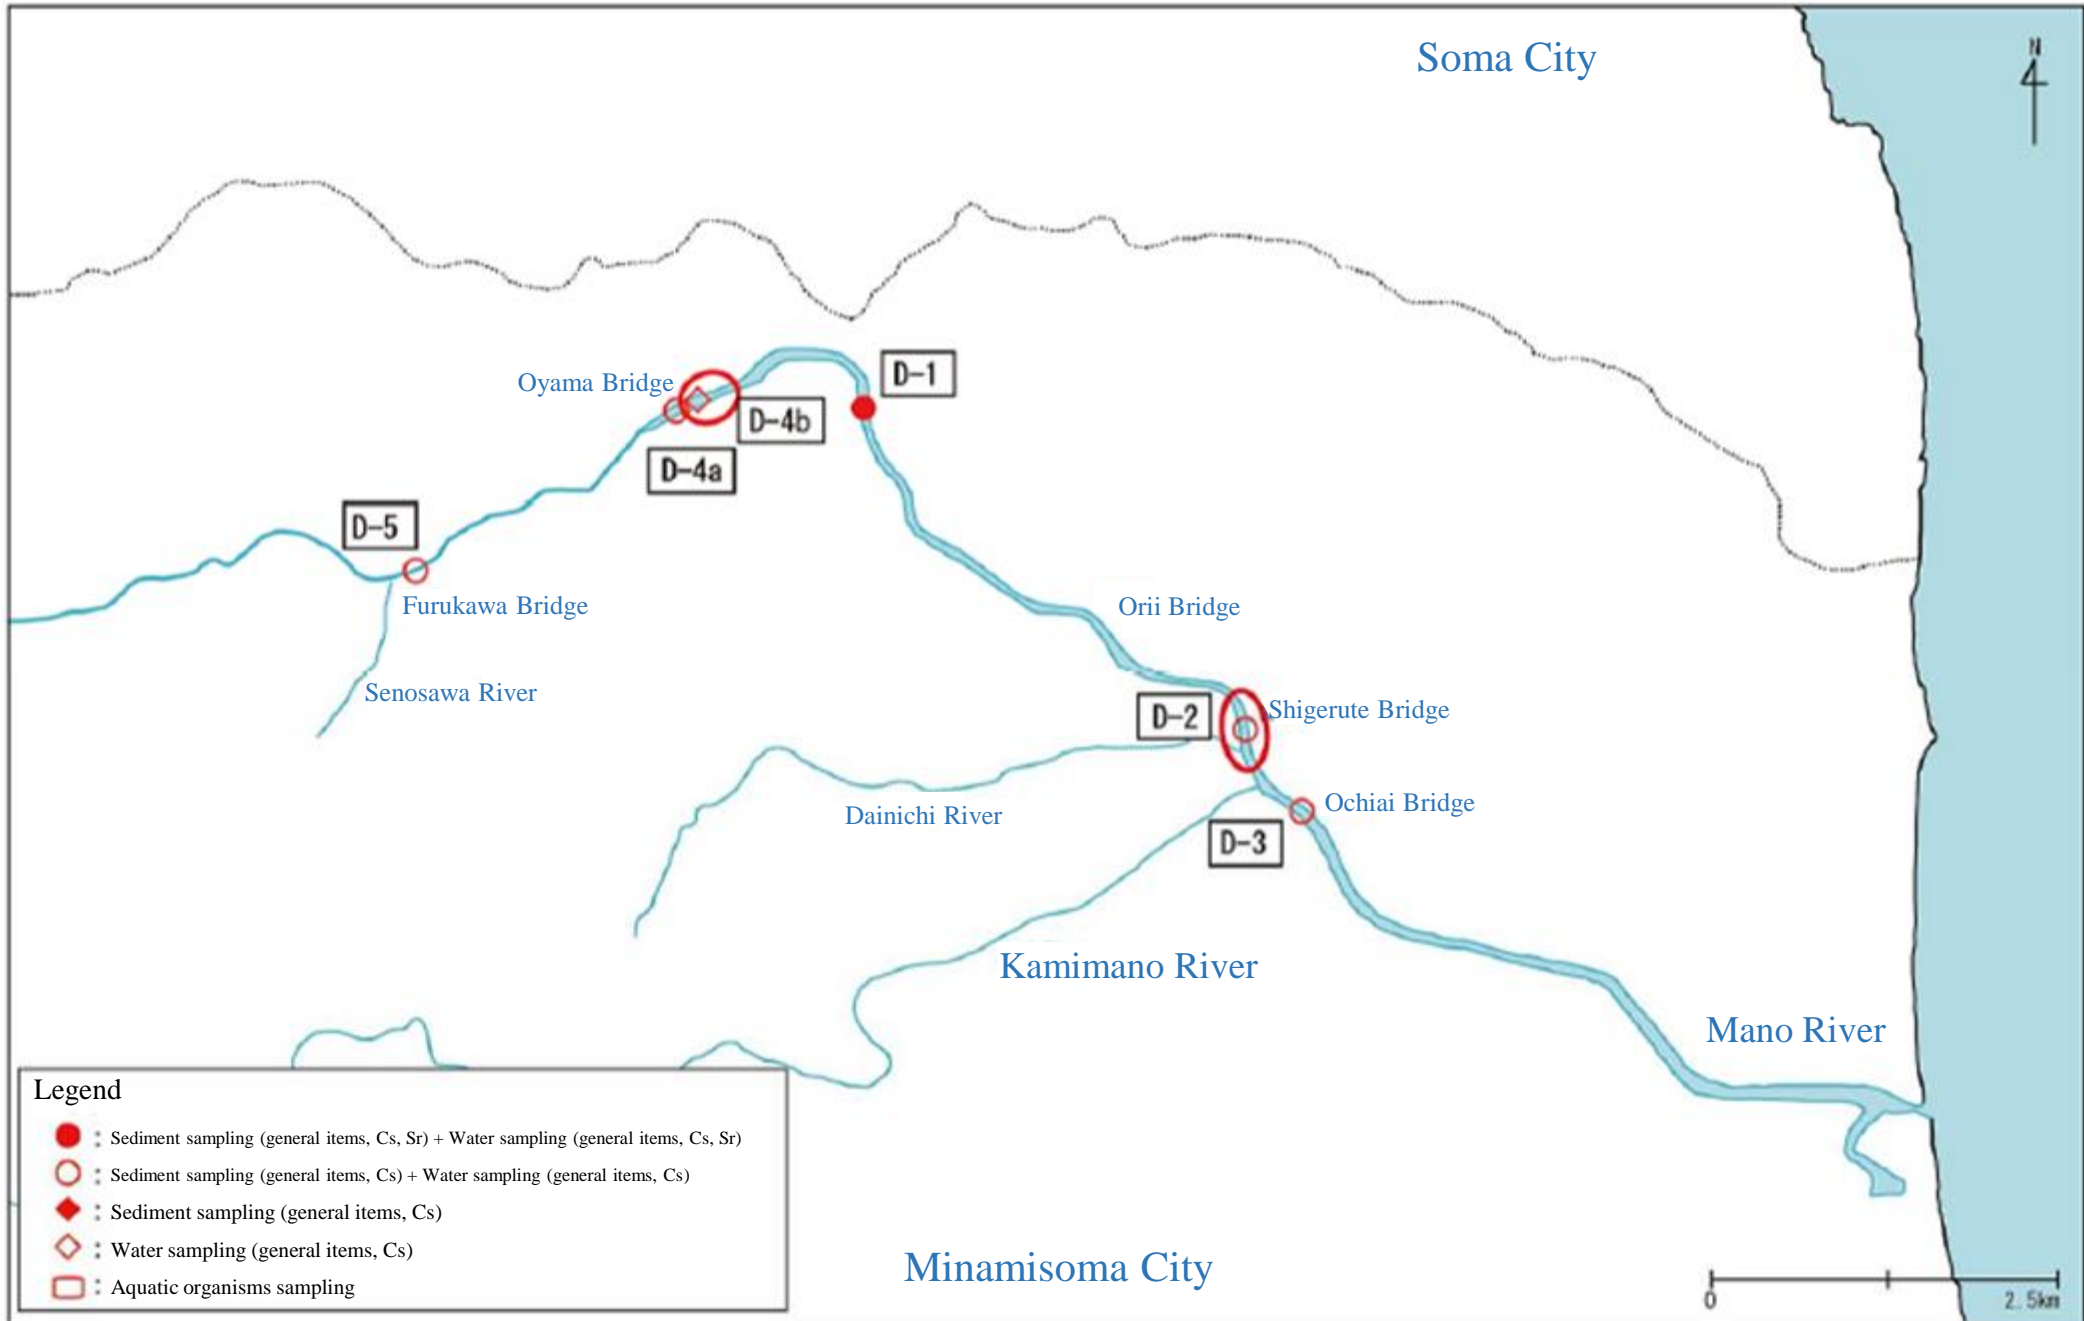 Soma City
N
D-1
Oyama Bridge
D-4b
D-4a
D-5
Furukawa Bridge
Orii Bridge
Senosawa River
D-2
Shigerute Bridge
Dainichi River
Ochiai Bridge
D-3
Kamimano River
Mano River
Legend
: Sediment sampling (general items, Cs, Sr) + Water sampling (general items, Cs, Sr)
: Sediment sampling (general items, Cs) + Water sampling (general items, Cs)
: Sediment sampling (general items, Cs)
: Water sampling (general items, Cs)
: Aquatic organisms sampling
Minamisoma City
0 2.5km